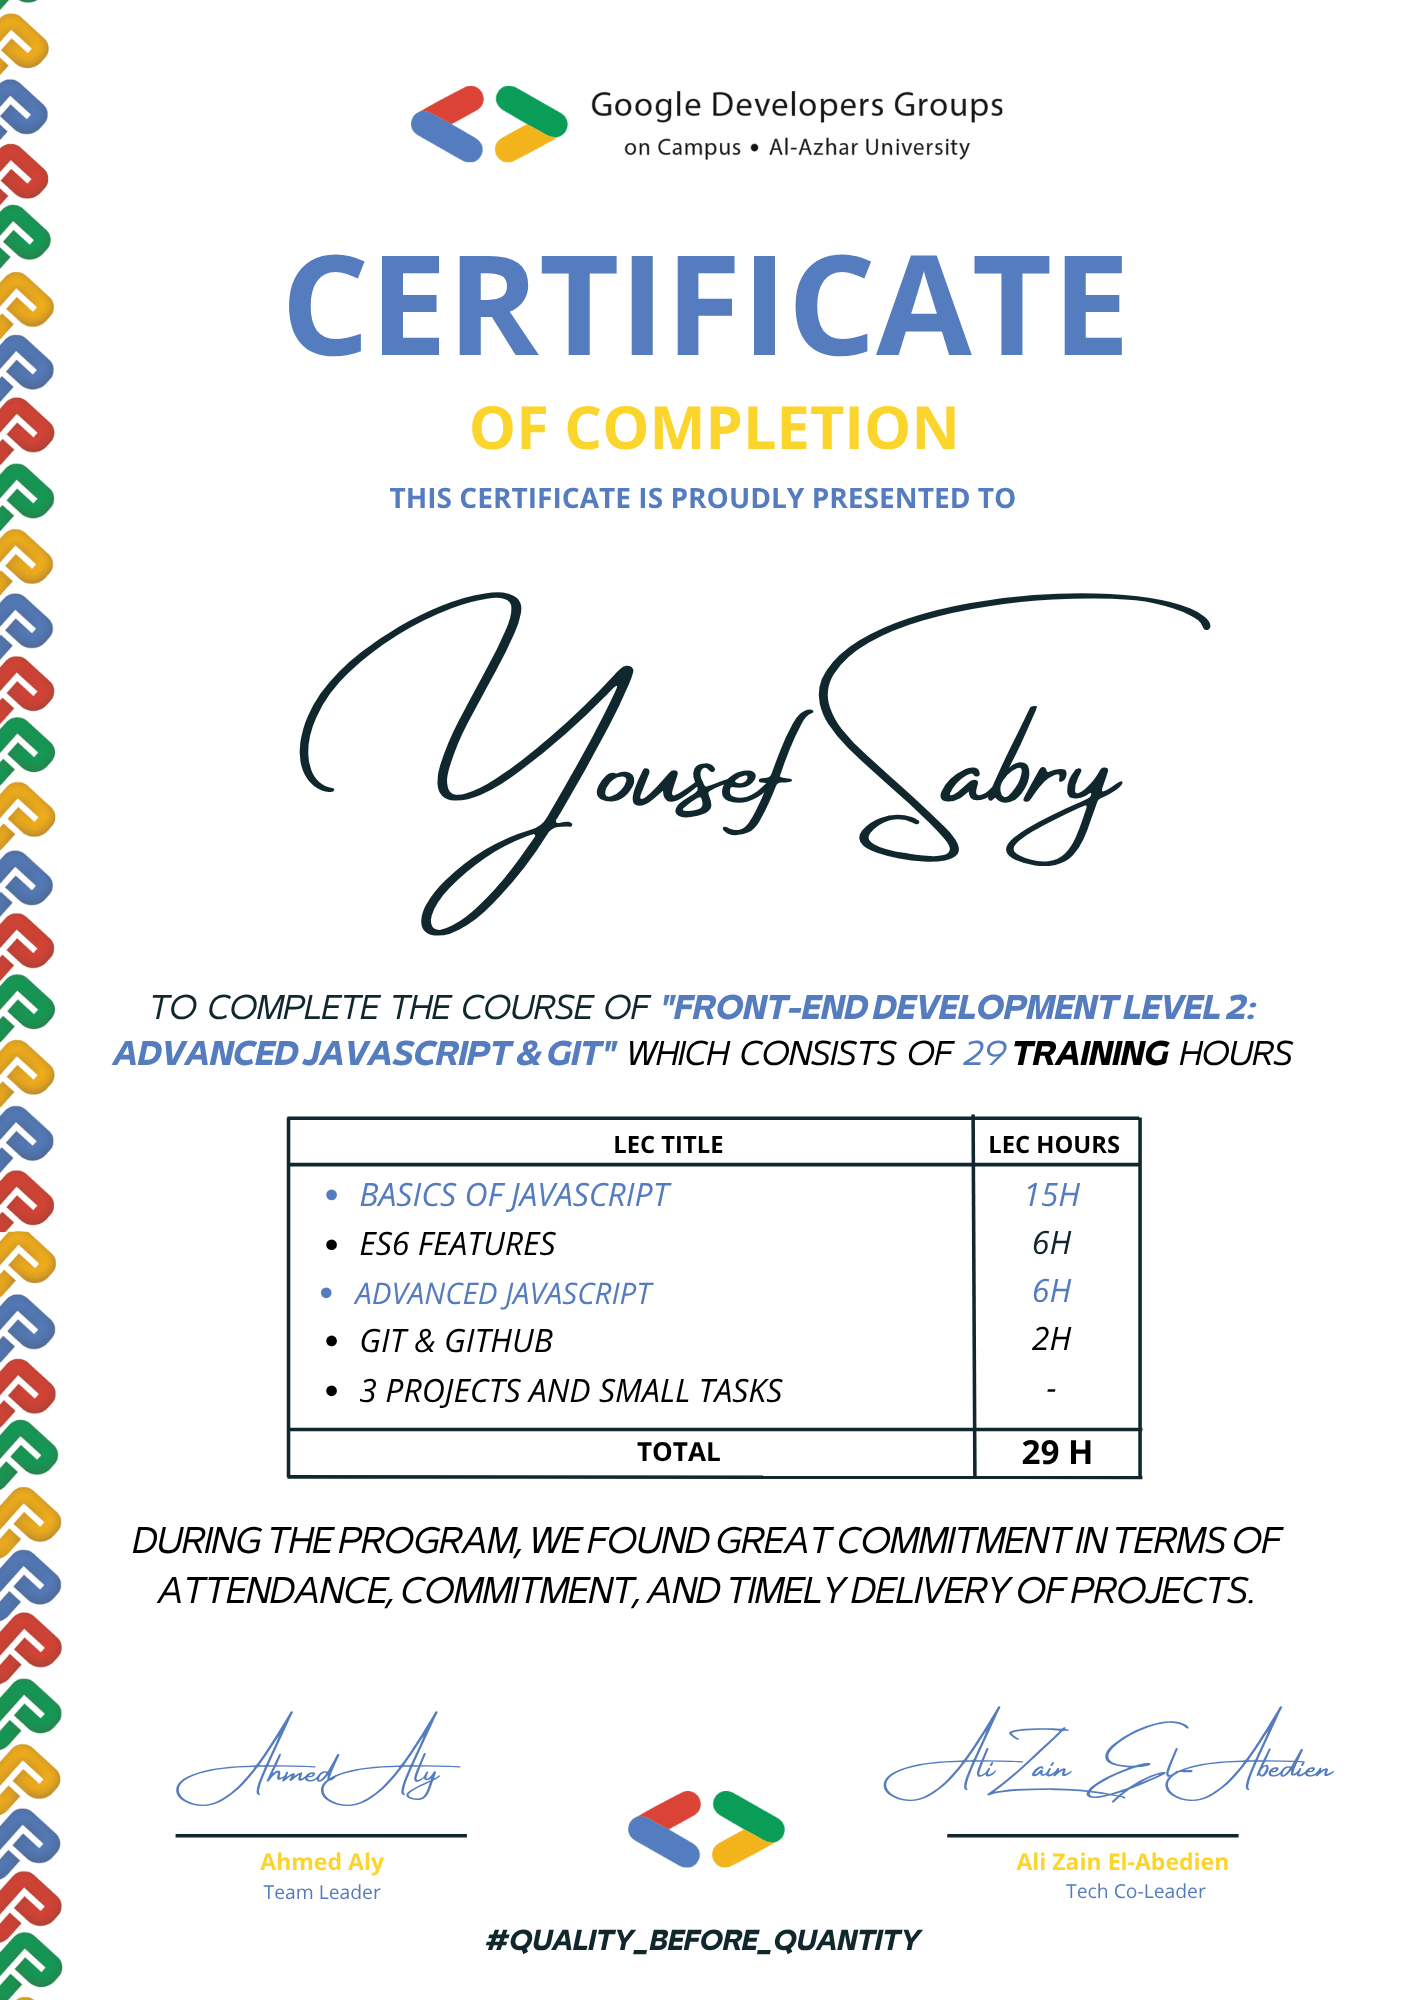 Google Developers Groups
on Campus • Al-Azhar University
CERTIFICATE
OF COMPLETION
THIS CERTIFICATE IS PROUDLY PRESENTED TO
Yousef Sabry
TO COMPLETE THE COURSE OF "FRONT-END DEVELOPMENT LEVEL 2:
ADVANCED JAVASCRIPT & GIT" WHICH CONSISTS OF 29 TRAINING HOURS
LEC TITLE LEC HOURS
• BASICS OF JAVASCRIPT 15H
• ES6 FEATURES 6H
• ADVANCED JAVASCRIPT 6H
• GIT & GITHUB 2H
• 3 PROJECTS AND SMALL TASKS -
TOTAL 29 H
DURING THE PROGRAM, WE FOUND GREAT COMMITMENT IN TERMS OF
ATTENDANCE, COMMITMENT, AND TIMELY DELIVERY OF PROJECTS.
Ahmed Aly Ali Zain El-Abedien
Ahmed Aly Ali Zain El-Abedien
Team Leader Tech Co-Leader
#QUALITY_BEFORE_QUANTITY